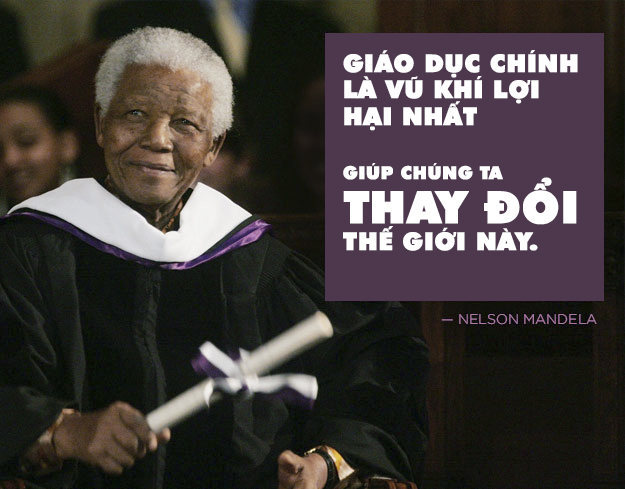 GIÁO DỤC CHÍNH
LÀ VŨ KHÍ LỢI
HẠI NHẤT
GIÚP CHÚNG TA
THAY ĐỔI
THẾ GIỚI NÀY.
— NELSON MANDELA